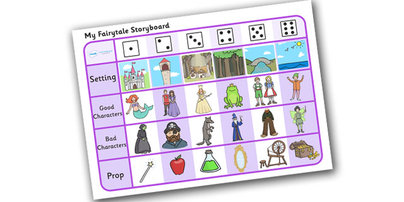 My Fairytale Storyboard
Setting
Good
Characters
Bad
Characters
Prop